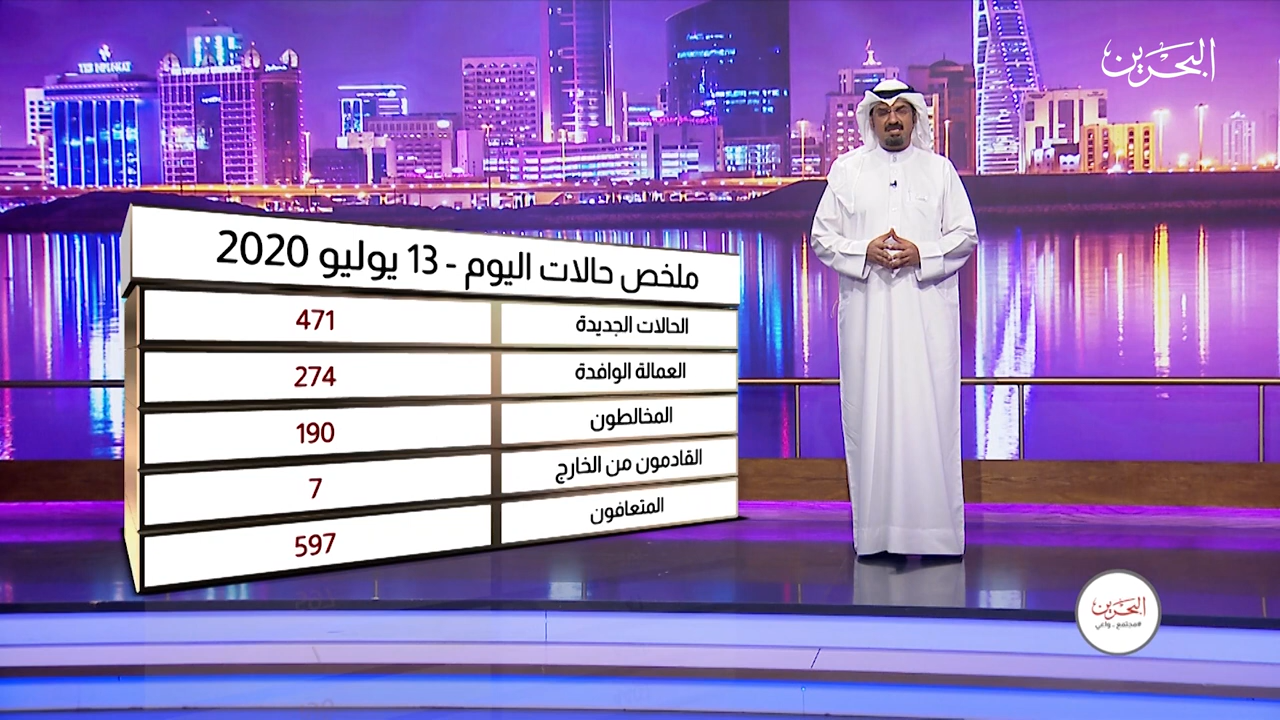 البحرين
ملخص حالات اليوم - 13 يوليو 2020
الحالات الجديدة 471
العمالة الوافدة 274
المخالطون 190
القادمون من الخارج 7
المتعافون 597
البحرين
#مجتمع_واعي